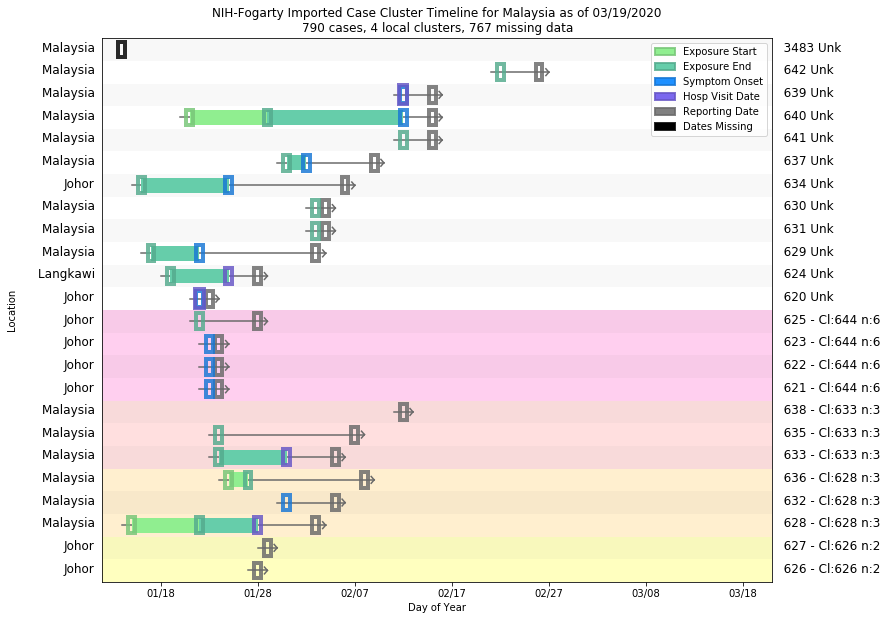 NIH-Fogarty Imported Case Cluster Timeline for Malaysia as of 03/19/2020
790 cases, 4 local clusters, 767 missing data
Malaysia 3483 Unk
Malaysia 642 Unk
Malaysia 639 Unk
Malaysia 640 Unk
Malaysia 641 Unk
Malaysia 637 Unk
Johor 634 Unk
Malaysia 630 Unk
Malaysia 631 Unk
Malaysia 629 Unk
Langkawi 624 Unk
Johor 620 Unk
Johor 625 - Cl:644 n:6
Johor 623 - Cl:644 n:6
Johor 622 - Cl:644 n:6
Johor 621 - Cl:644 n:6
Malaysia 638 - Cl:633 n:3
Malaysia 635 - Cl:633 n:3
Malaysia 633 - Cl:633 n:3
Malaysia 636 - Cl:628 n:3
Malaysia 632 - Cl:628 n:3
Malaysia 628 - Cl:628 n:3
Johor 627 - Cl:626 n:2
Johor 626 - Cl:626 n:2
Exposure Start
Exposure End
Symptom Onset
Hosp Visit Date
Reporting Date
Dates Missing
Location
01/18 01/28 02/07 02/17 02/27 03/08 03/18
Day of Year